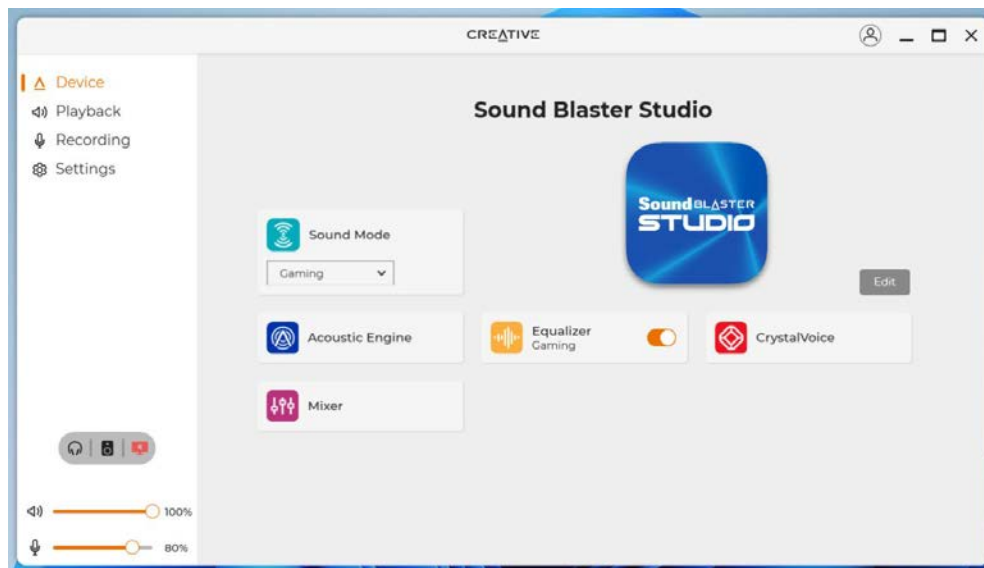 CREATIVE
Device
Playback
Recording
Settings
Sound Blaster Studio
Sound BLASTER
STUDIO
Sound Mode
Gaming
Edit
Acoustic Engine
Equalizer
Gaming
CrystalVoice
Mixer
100%
80%